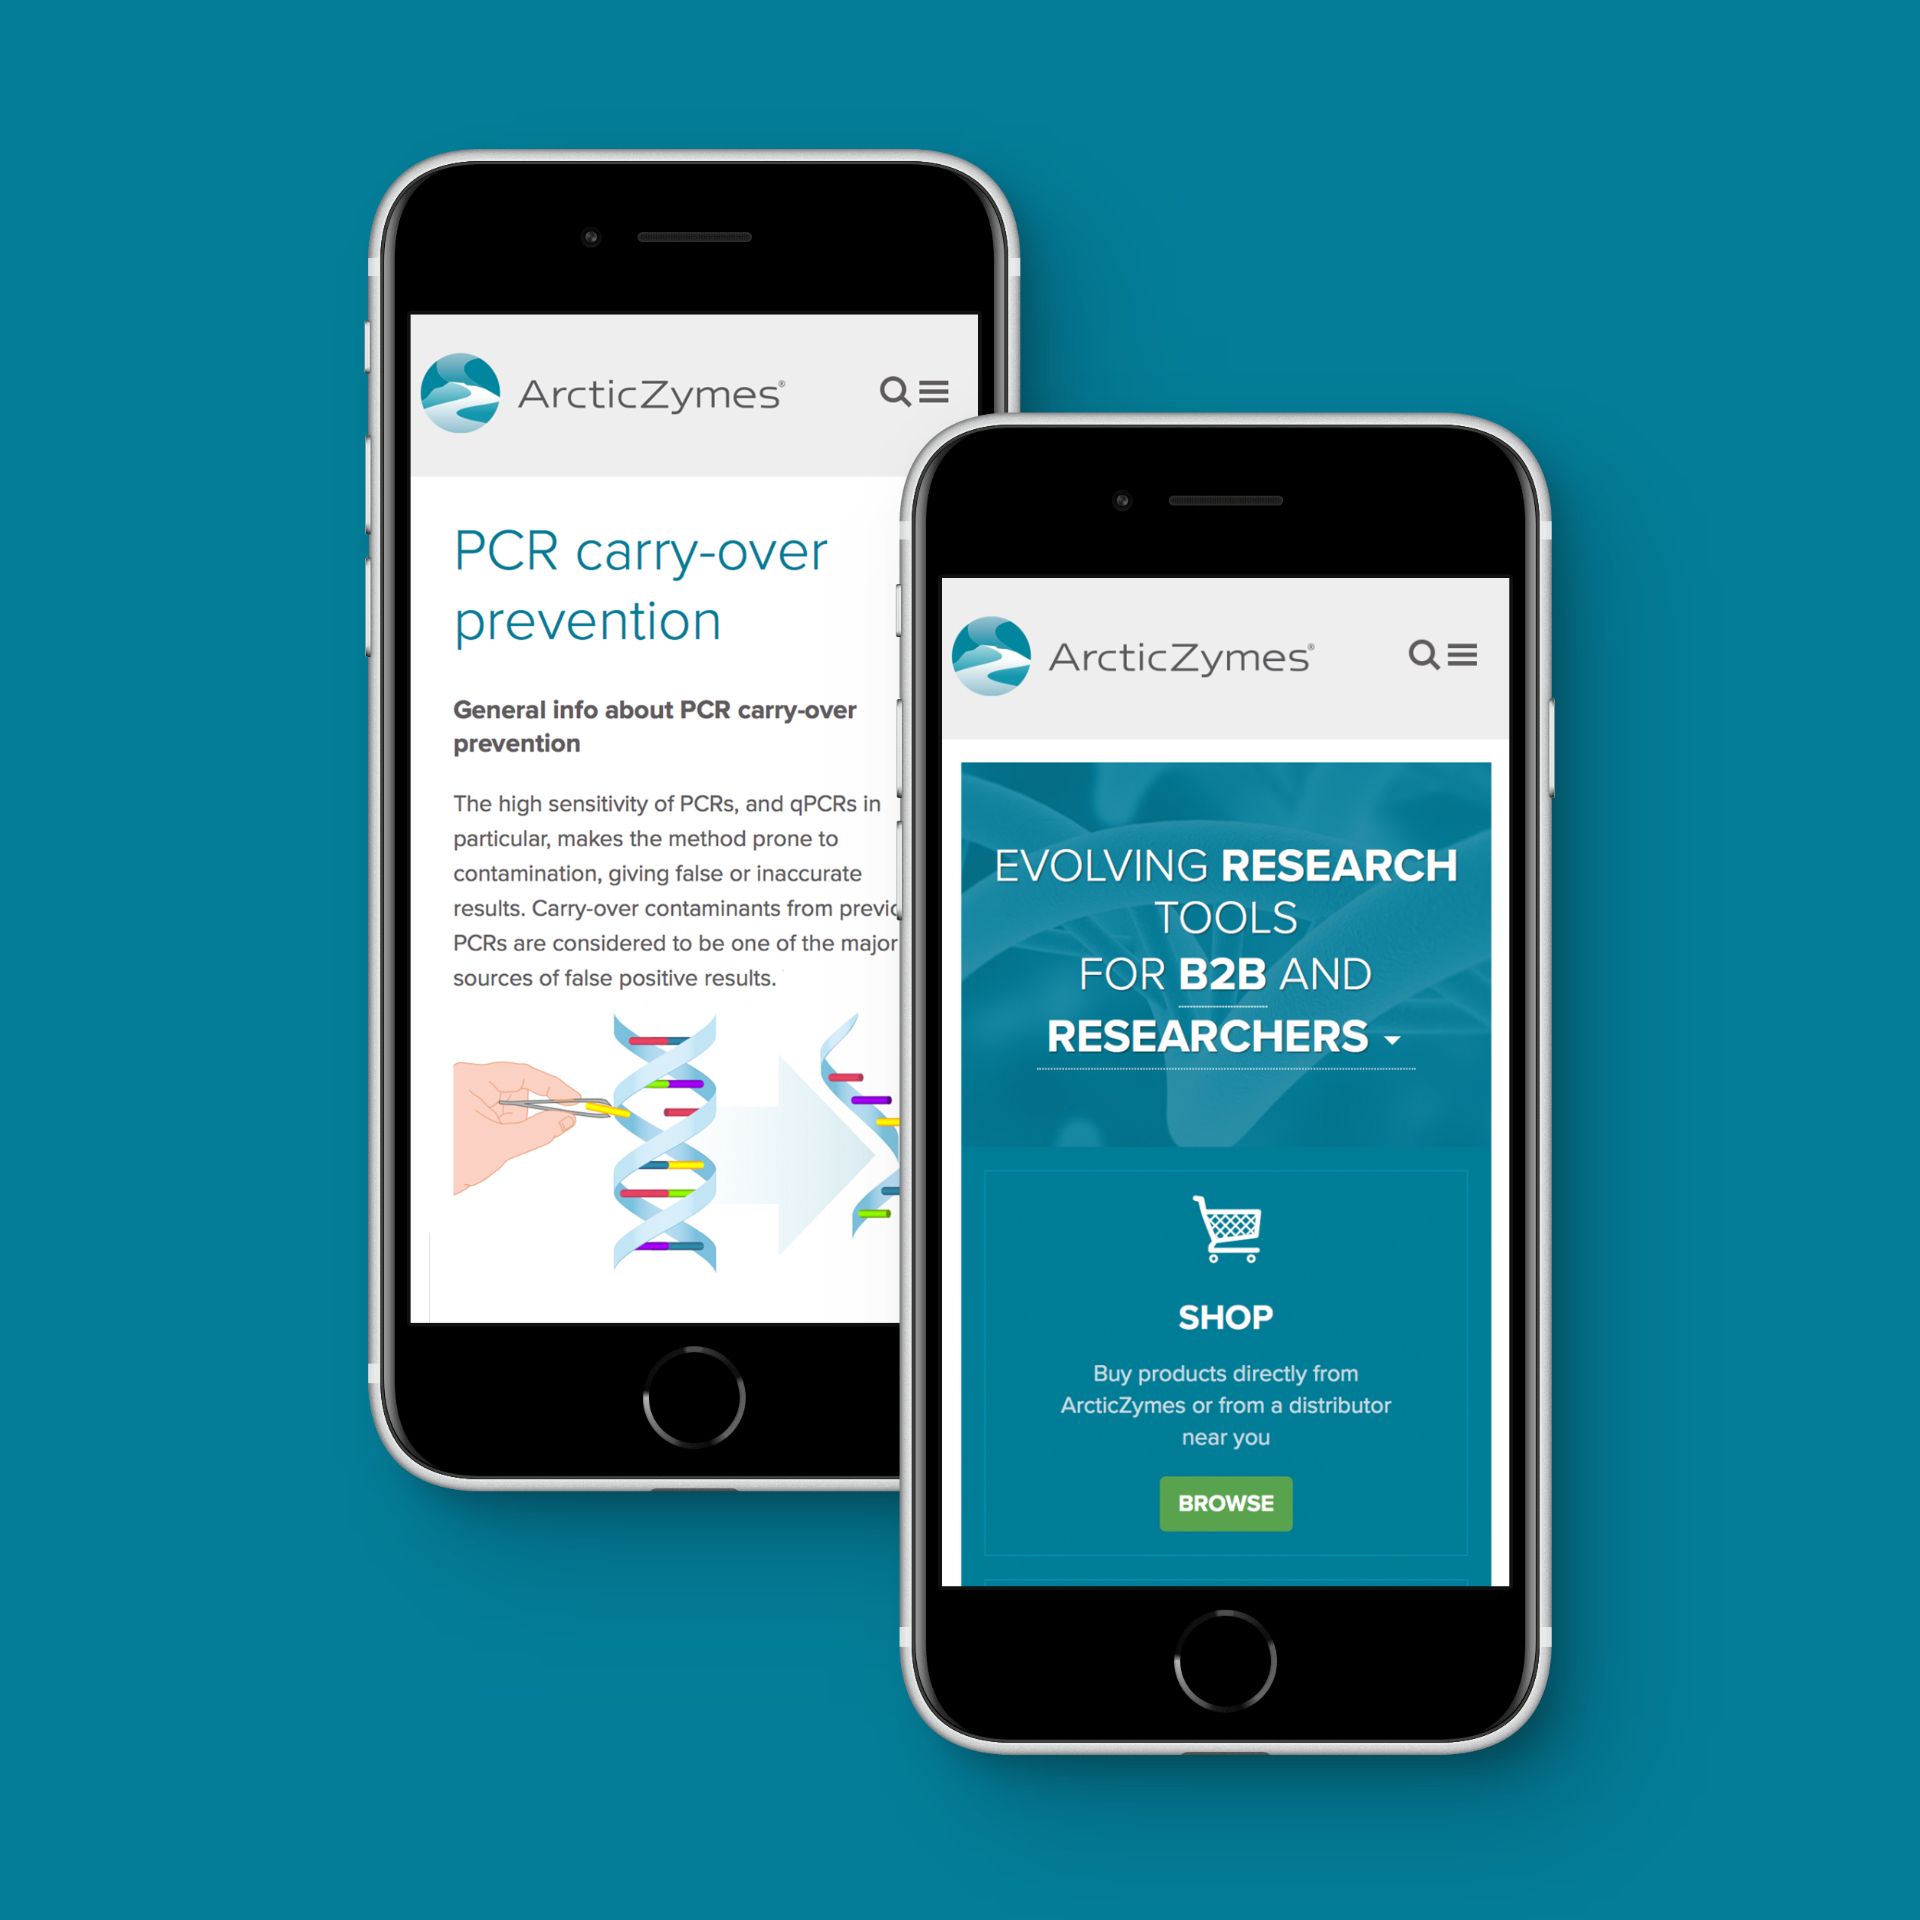 ArcticZymes®
PCR carry-over
prevention
General info about PCR carry-over
prevention
The high sensitivity of PCRs, and qPCRs in
particular, makes the method prone to
contamination, giving false or inaccurate
results. Carry-over contaminants from
PCRs are considered to be one of the major
sources of false positive results.
ArcticZymes®
EVOLVING RESEARCH
TOOLS
FOR B2B AND
RESEARCHERS
SHOP
Buy products directly from
ArcticZymes or from a distributor
near you
BROWSE